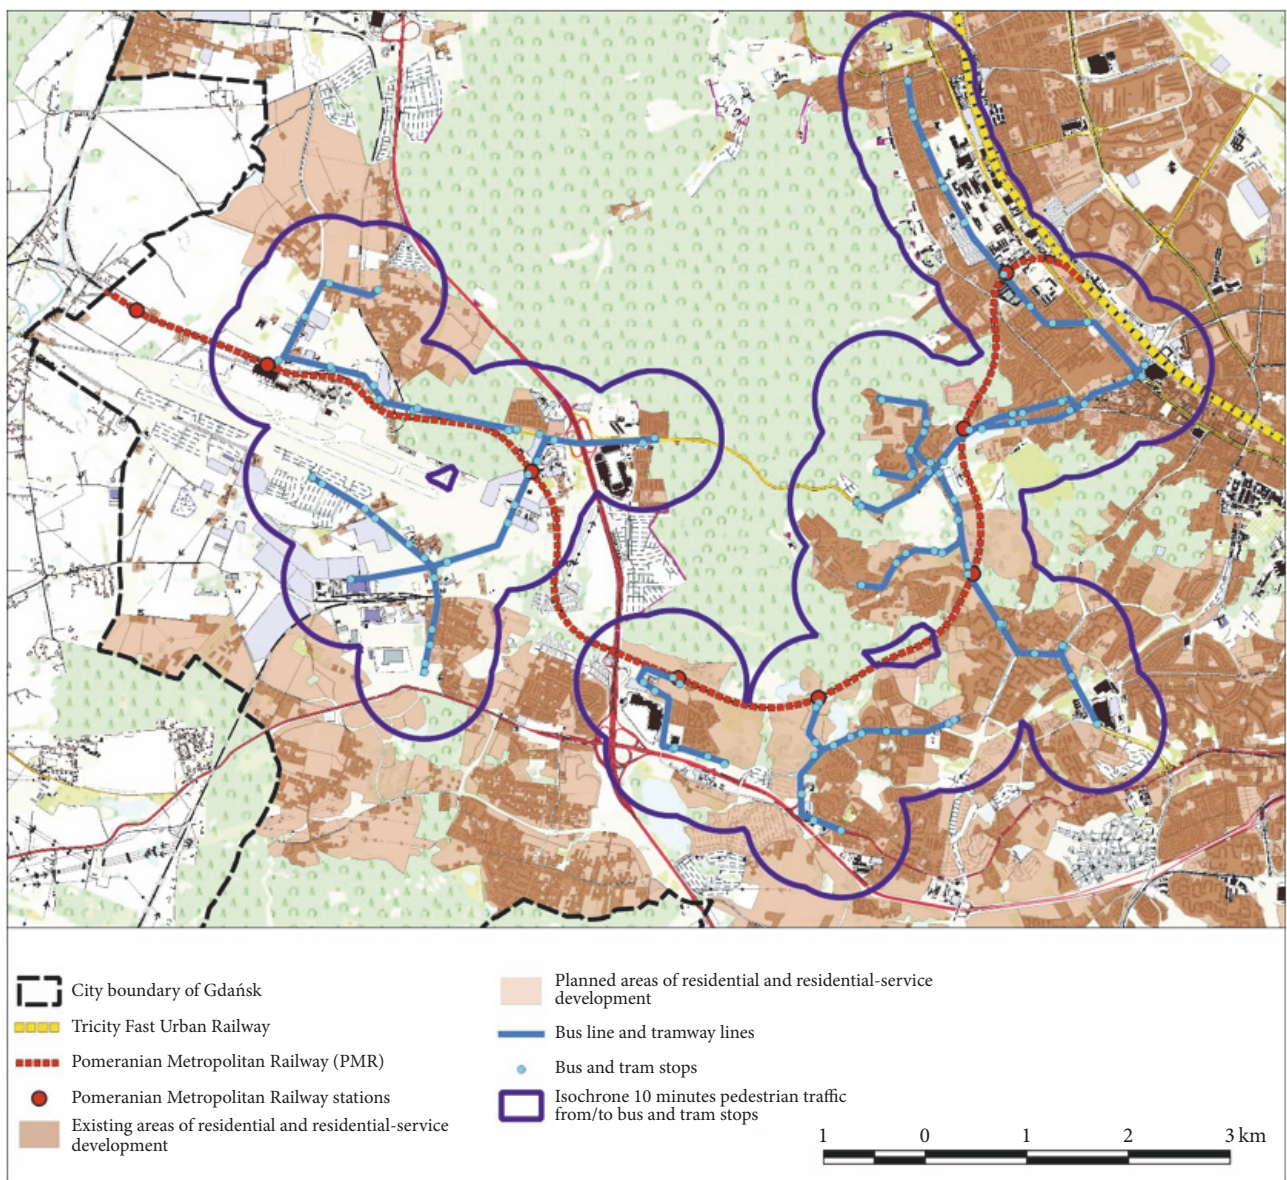 City boundary of Gdańsk
Tricity Fast Urban Railway
Pomeranian Metropolitan Railway (PMR)
Pomeranian Metropolitan Railway stations
Existing areas of residential and residential-service
development
Planned areas of residential and residential-service
development
Bus line and tramway lines
Bus and tram stops
Isochrone 10 minutes pedestrian traffic
from/to bus and tram stops
1 0 1 2 3 km